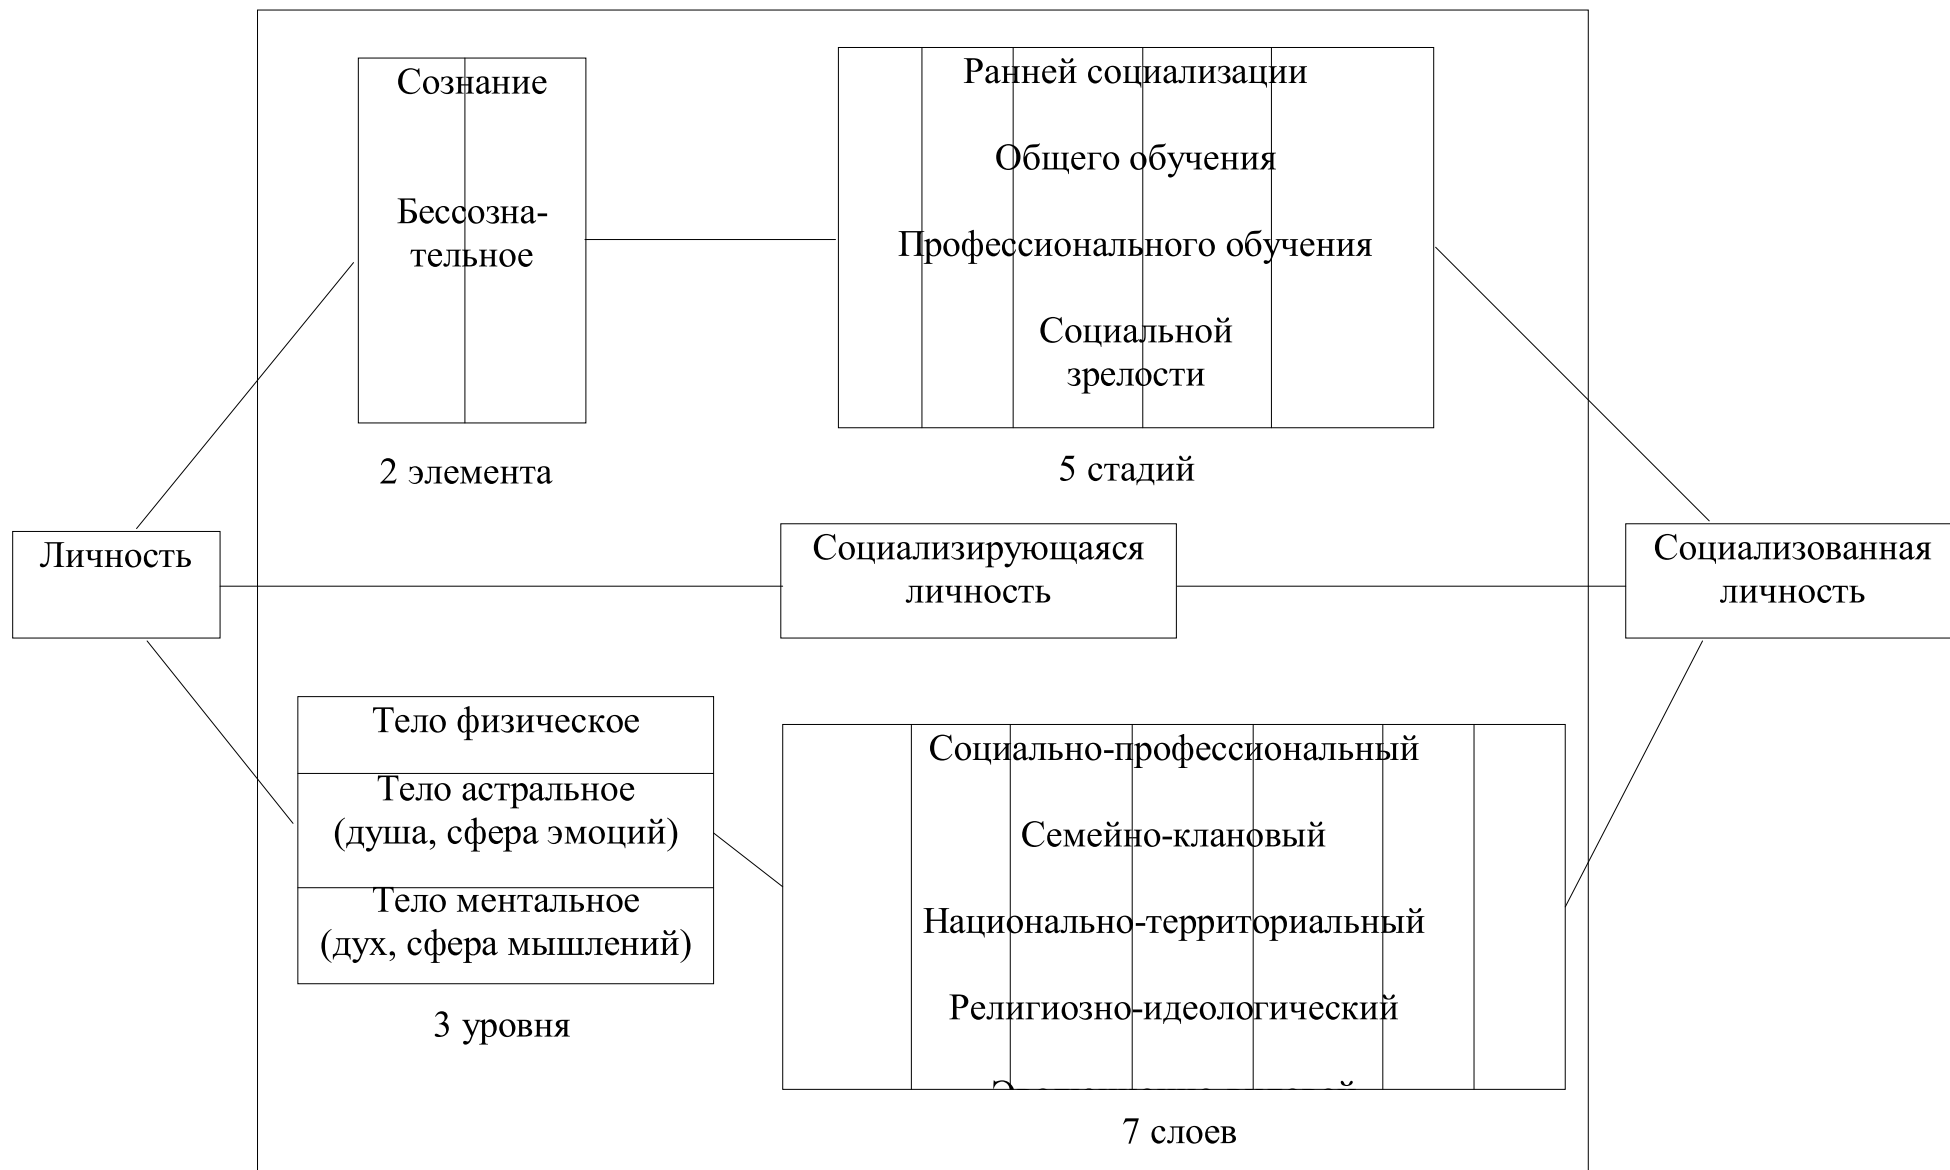 Сознание
Бессозна-
тельное
2 элемента
Ранней социализации
Общего обучения
Профессионального обучения
Социальной
зрелости
5 стадий
Личность
Социализирующаяся
личность
Социализованная
личность
Тело физическое
Тело астральное
(душа, сфера эмоций)
Тело ментальное
(дух, сфера мышлений)
3 уровня
Социально-профессиональный
Семейно-клановый
Национально-территориальный
Религиозно-идеологический
7 слоев